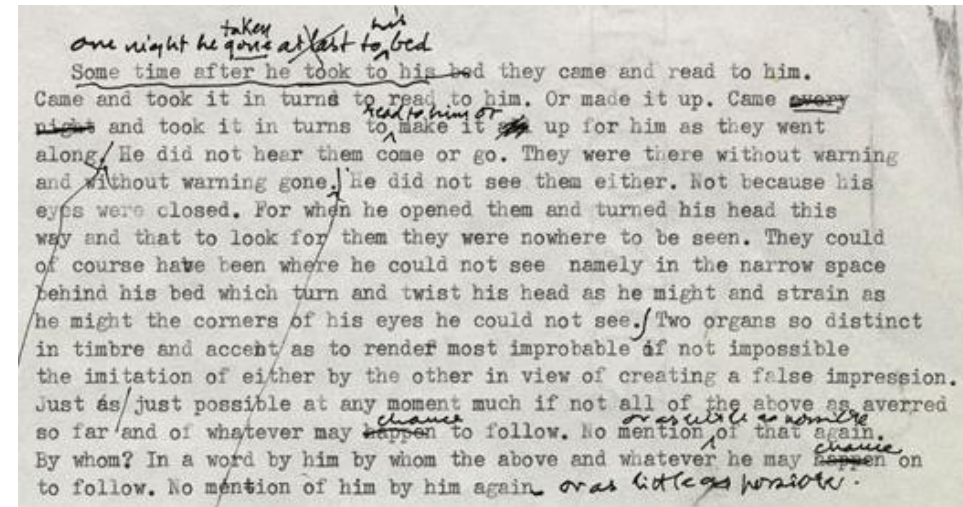 taken his
one night he gone at last to bed
Some time after he took to his bed they came and read to him.
Came and took it in turns to read to him. Or made it up. Came every
read to him or
night and took it in turns to make it up for him as they went
along. He did not hear them come or go. They were there without warning
and without warning gone. He did not see them either. Not because his
eyes were closed. For when he opened them and turned his head this
way and that to look for them they were nowhere to be seen. They could
of course have been where he could not see namely in the narrow space
behind his bed which turn and twist his head as he might and strain as
he might the corners of his eyes he could not see. Two organs so distinct
in timbre and accent as to render most improbable if not impossible
the imitation of either by the other in view of creating a false impression.
Just as just possible at any moment much if not all of the above as averred
chance or as little as possible
so far and of whatever may happen to follow. No mention of that again.
chance
By whom? In a word by him by whom the above and whatever he may happen on
to follow. No mention of him by him again or as little as possible.